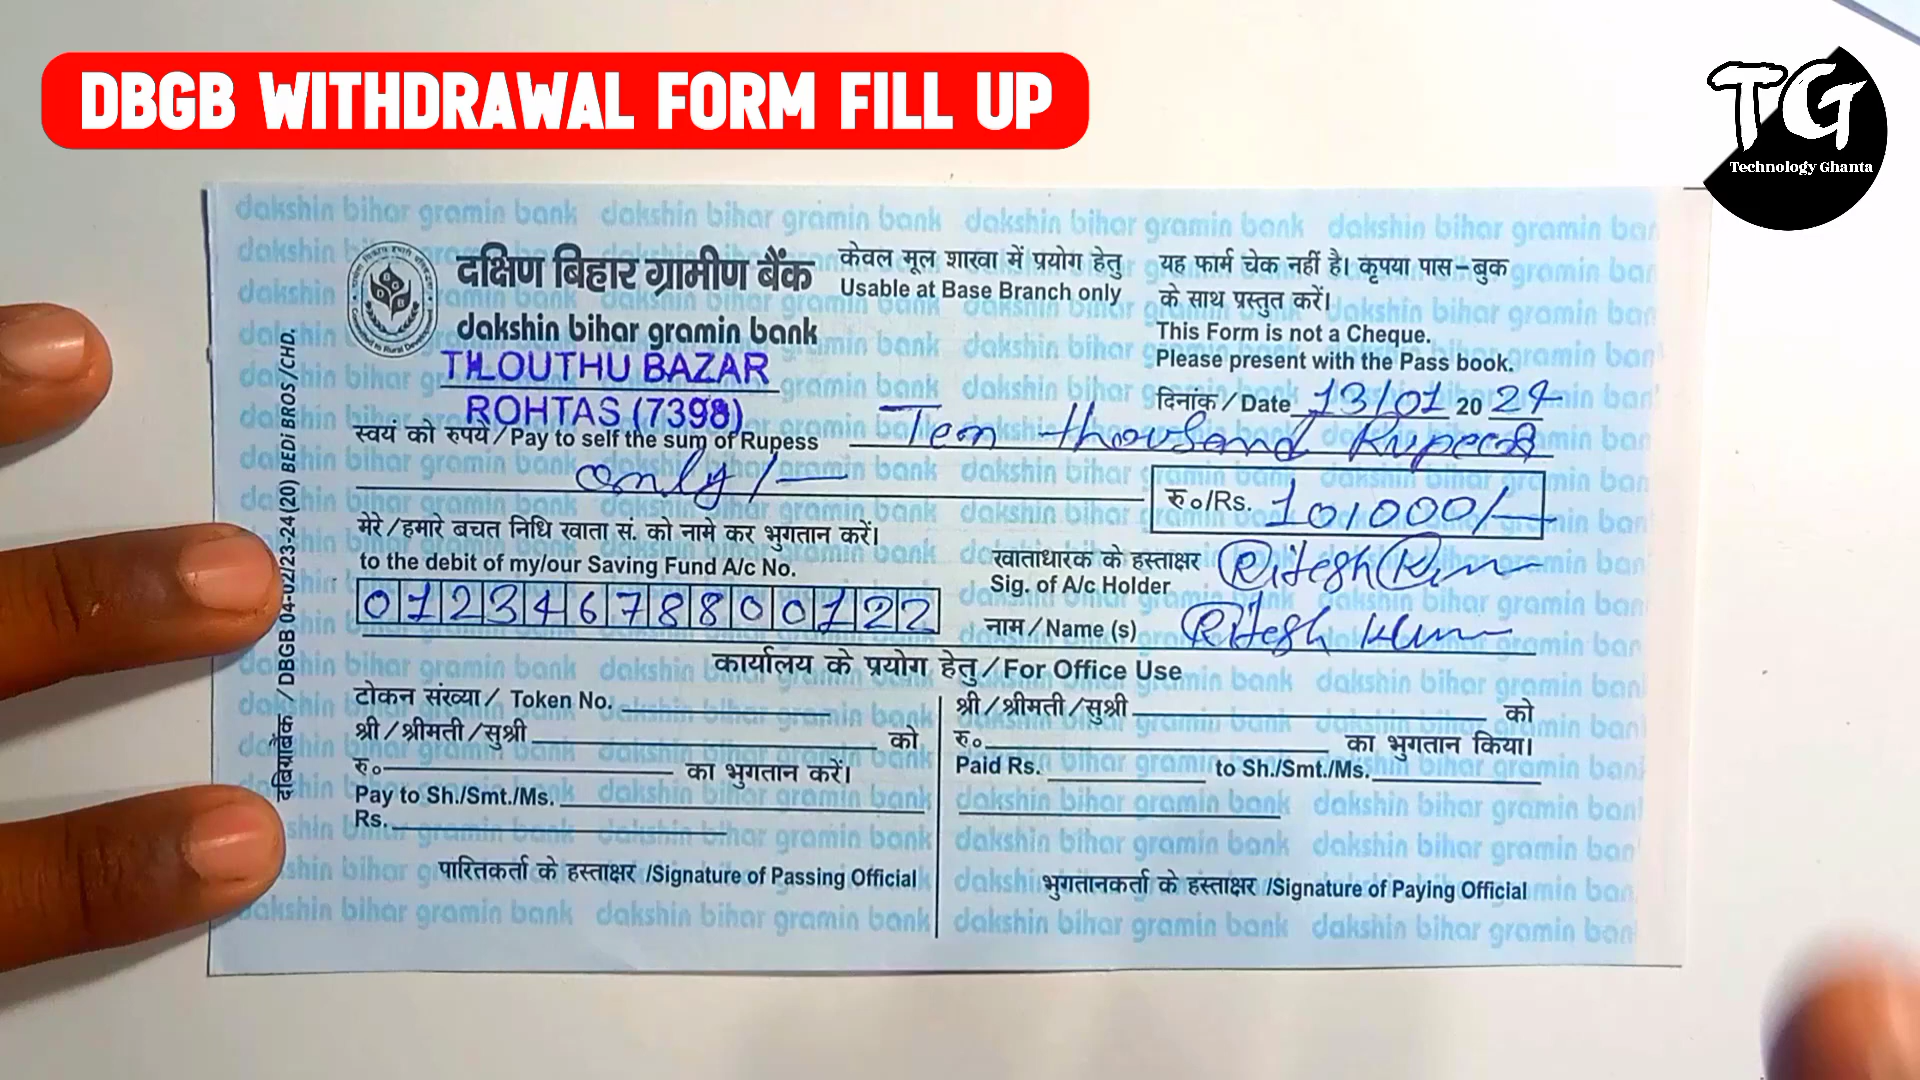 DBGB WITHDRAWAL FORM FILL UP
TG
Technology Ghanta
दक्षिण बिहार ग्रामीण बैंक
dakshin bihar gramin bank
केवल मूल शाखा में प्रयोग हेतु
Usable at Base Branch only
यह फार्म चेक नहीं है। कृपया पास-बुक
के साथ प्रस्तुत करें।
This Form is not a Cheque.
Please present with the Pass book.
TILOUTHU BAZAR
ROHTAS (7398)
दिनांक / Date 13/01 2024
स्वयं को रुपये / Pay to self the sum of Rupess Ten thousand Rupees
only/-
रु०/Rs. 10,000/-
मेरे / हमारे बचत निधि खाता सं. को नामे कर भुगतान करें।
to the debit of my/our Saving Fund A/c No.
01234678800122
खाताधारक के हस्ताक्षर Ritesh Kum
Sig. of A/c Holder
नाम / Name (s) Ritesh Kum
कार्यालय के प्रयोग हेतु / For Office Use
टोकन संख्या / Token No.
श्री / श्रीमती / सुश्री को
रु० का भुगतान करें।
Pay to Sh./Smt./Ms.
Rs.
पारितकर्ता के हस्ताक्षर /Signature of Passing Official
श्री / श्रीमती / सुश्री को
रु० का भुगतान किया।
Paid Rs. to Sh./Smt./Ms.
भुगतानकर्ता के हस्ताक्षर /Signature of Paying Official
दबिग्राबैंक / DBGB 04-02/23-24(20) BEDI BROS./CHD.